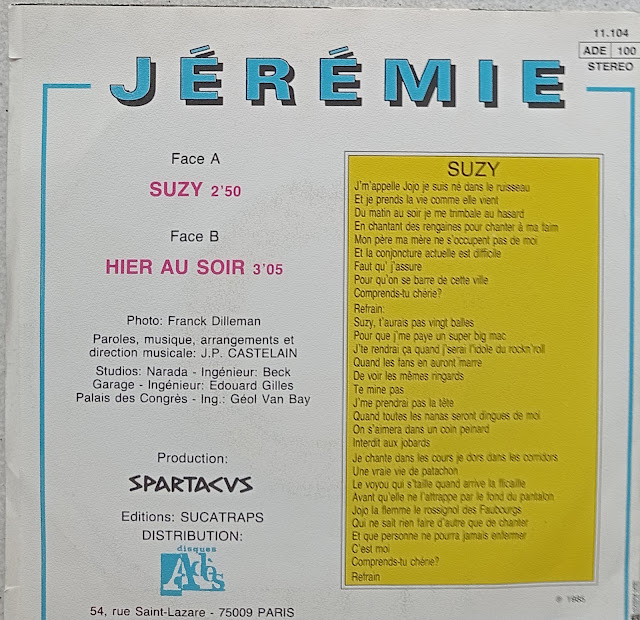 11.104
ADE 100
STEREO
JÉRÉMIE
Face A
SUZY 2'50
Face B
HIER AU SOIR 3'05
Photo: Franck Dilleman
Paroles, musique, arrangements et
direction musicale: J.P. CASTELAIN
Studios: Narada - Ingénieur: Beck
Garage - Ingénieur: Edouard Gilles
Palais des Congrès - Ing.: Géol Van Bay
Production:
SPARTACVS
Editions: SUCATRAPS
DISTRIBUTION:
disques
Adès
54, rue Saint-Lazare - 75009 PARIS
SUZY
J'm'appelle Jojo je suis né dans le ruisseau
Et je prends la vie comme elle vient
Du matin au soir je me trimbale au hasard
En chantant des rengaines pour chanter à ma faim
Mon père ma mère ne s'occupent pas de moi
Et la conjoncture actuelle est difficile
Faut qu' j'assure
Pour qu'on se barre de cette ville
Comprends-tu chérie?
Refrain:
Suzy, t'aurais pas vingt balles
Pour que j'me paye un super big mac
J'te rendrai ça quand j'serai l'idole du rockn'roll
Quand les fans en auront marre
De voir les mêmes ringards
Te mine pas
J'me prendrai pas la tête
Quand toutes les nanas seront dingues de moi
On s'aimera dans un coin peinard
Interdit aux jobards
Je chante dans les cours je dors dans les corridors
Une vraie vie de patachon
Le voyou qui s'taille quand arrive la flicaille
Avant qu'elle ne l'attrappe par le fond du pantalon
Jojo la flemme le rossignol des Faubourgs
Qui ne sait rien faire d'autre que de chanter
Et que personne ne pourra jamais enfermer
C'est moi
Comprends-tu chérie?
Refrain
℗ 1985